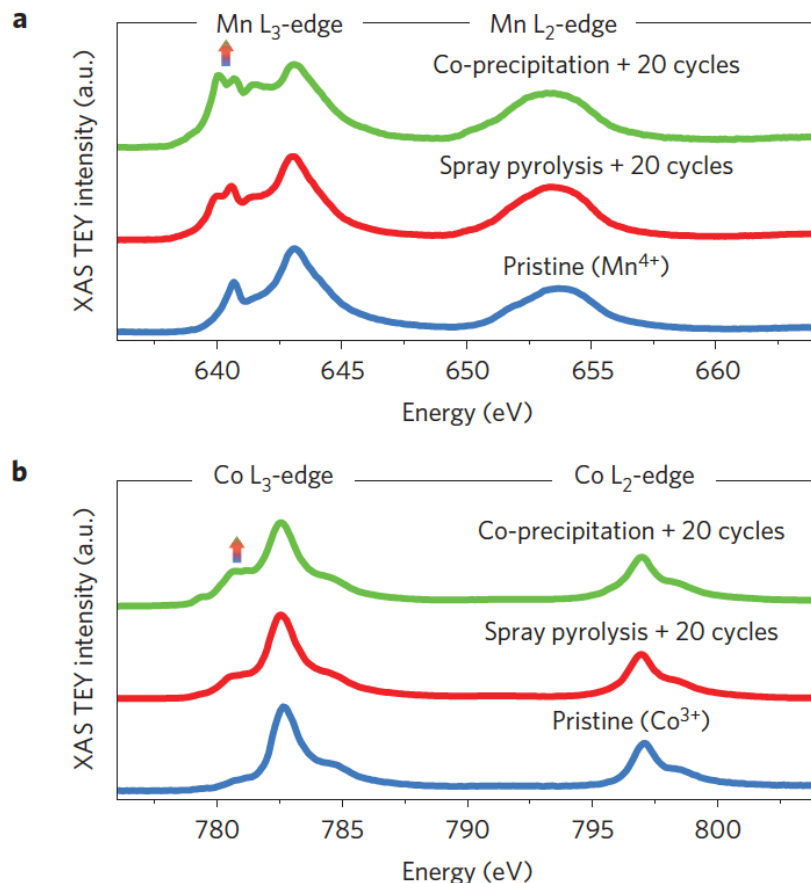 a
Mn L₃-edge
Mn L₂-edge
XAS TEY intensity (a.u.)
Co-precipitation + 20 cycles
Spray pyrolysis + 20 cycles
Pristine (Mn⁴⁺)
640
645
650
655
660
Energy (eV)
b
Co L₃-edge
Co L₂-edge
XAS TEY intensity (a.u.)
Co-precipitation + 20 cycles
Spray pyrolysis + 20 cycles
Pristine (Co³⁺)
780
785
790
795
800
Energy (eV)